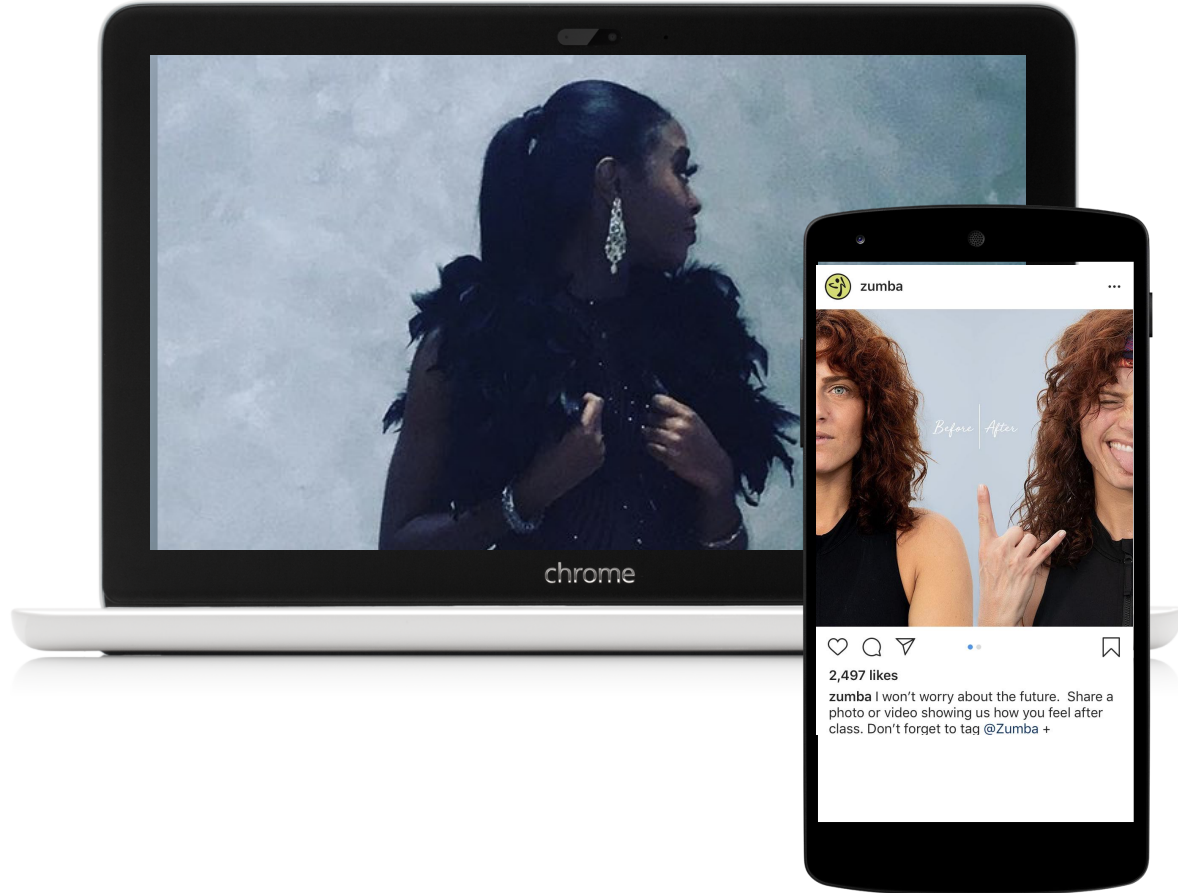 chrome
zumba
Before | After
2,497 likes
zumba I won't worry about the future.  Share a
photo or video showing us how you feel after
class. Don't forget to tag @Zumba +